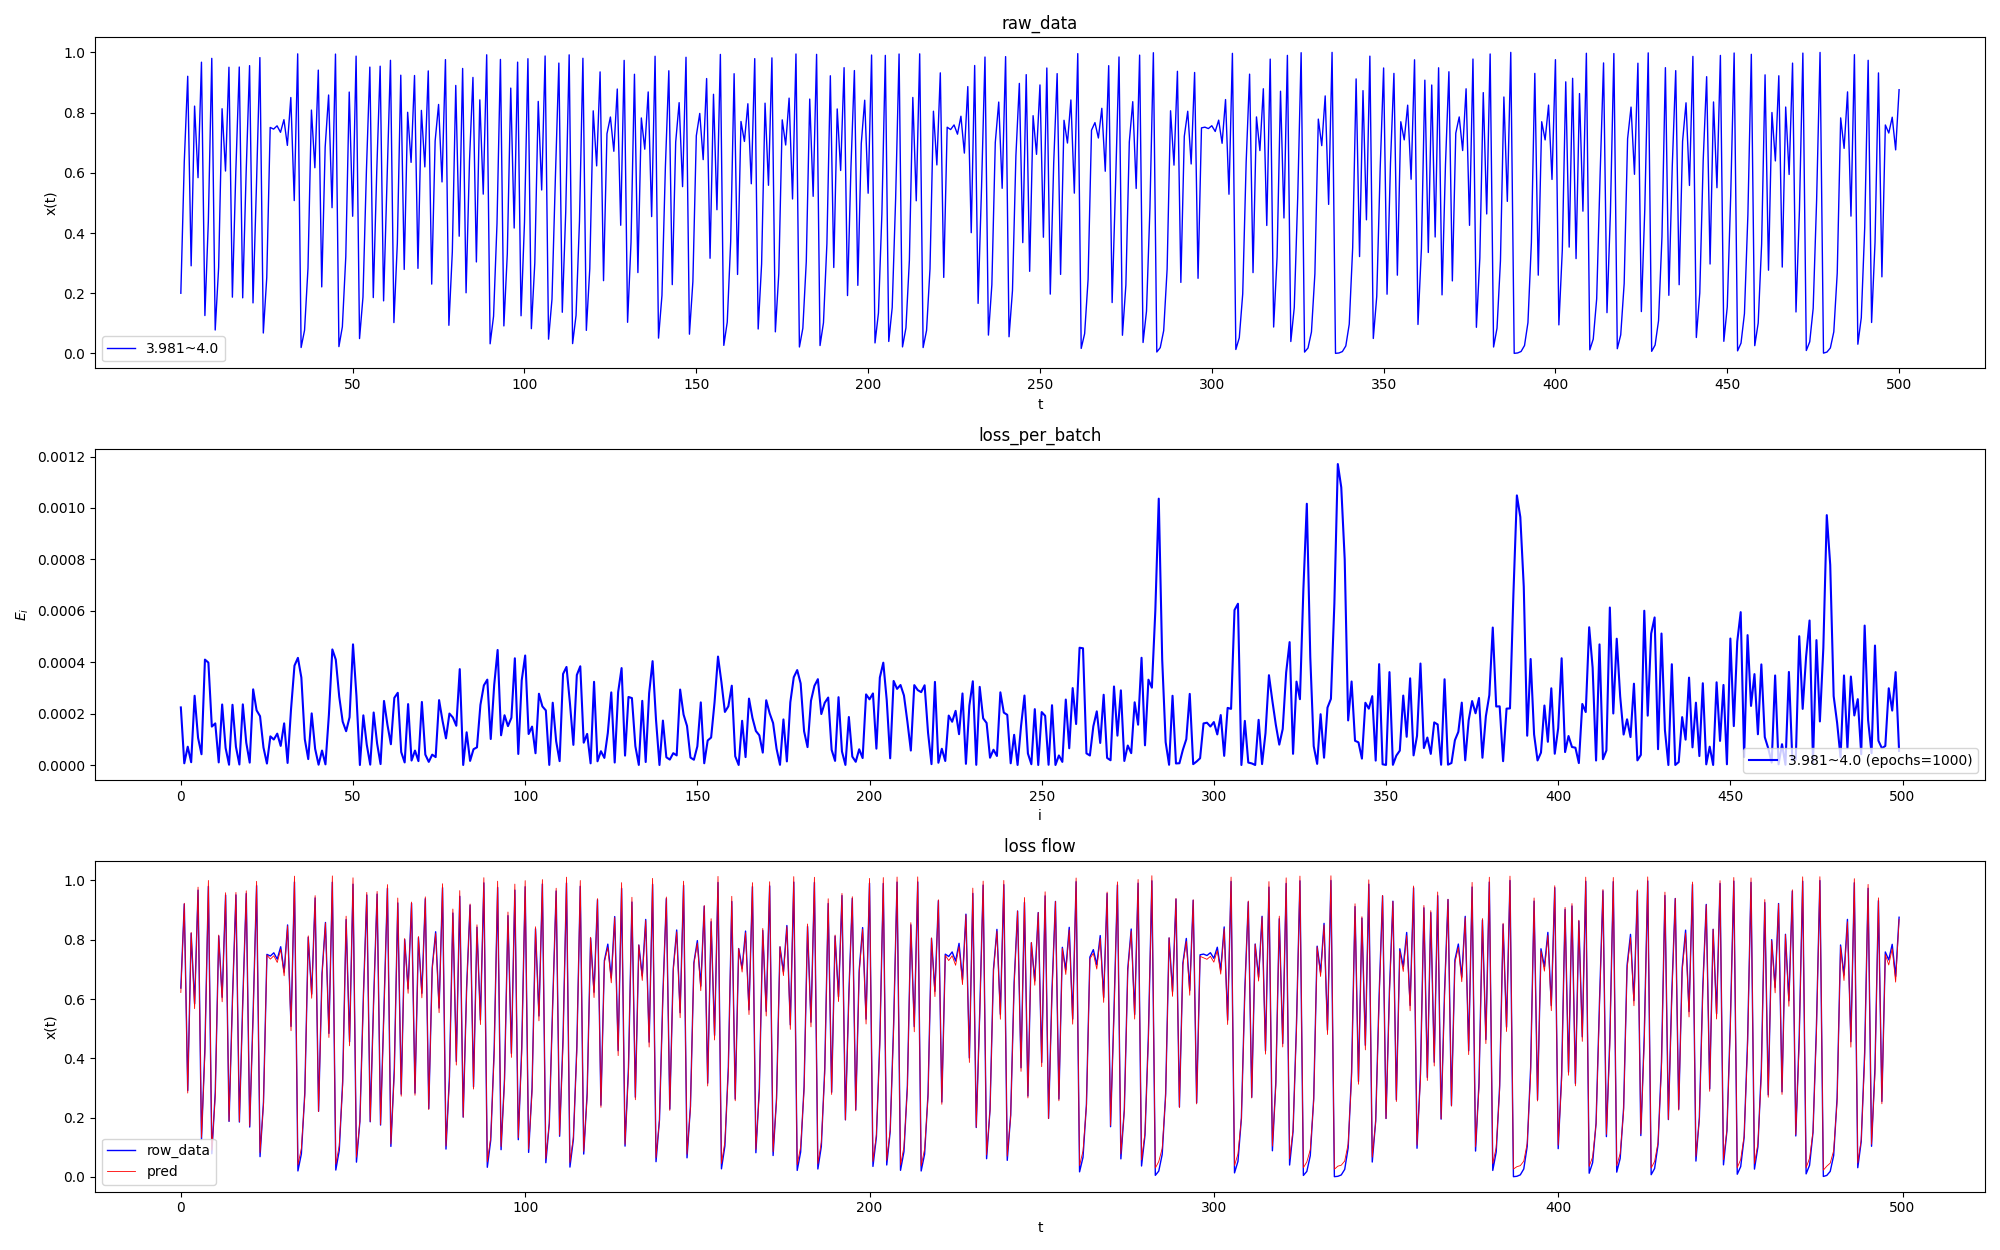 raw_data
1.0
0.8
0.6
0.4
0.2
0.0
x(t)
3.981~4.0
50 100 150 200 250 300 350 400 450 500
t
loss_per_batch
0.0012
0.0010
0.0008
0.0006
0.0004
0.0002
0.0000
E_i
3.981~4.0 (epochs=1000)
0 50 100 150 200 250 300 350 400 450 500
i
loss flow
1.0
0.8
0.6
0.4
0.2
0.0
x(t)
row_data
pred
0 100 200 300 400 500
t